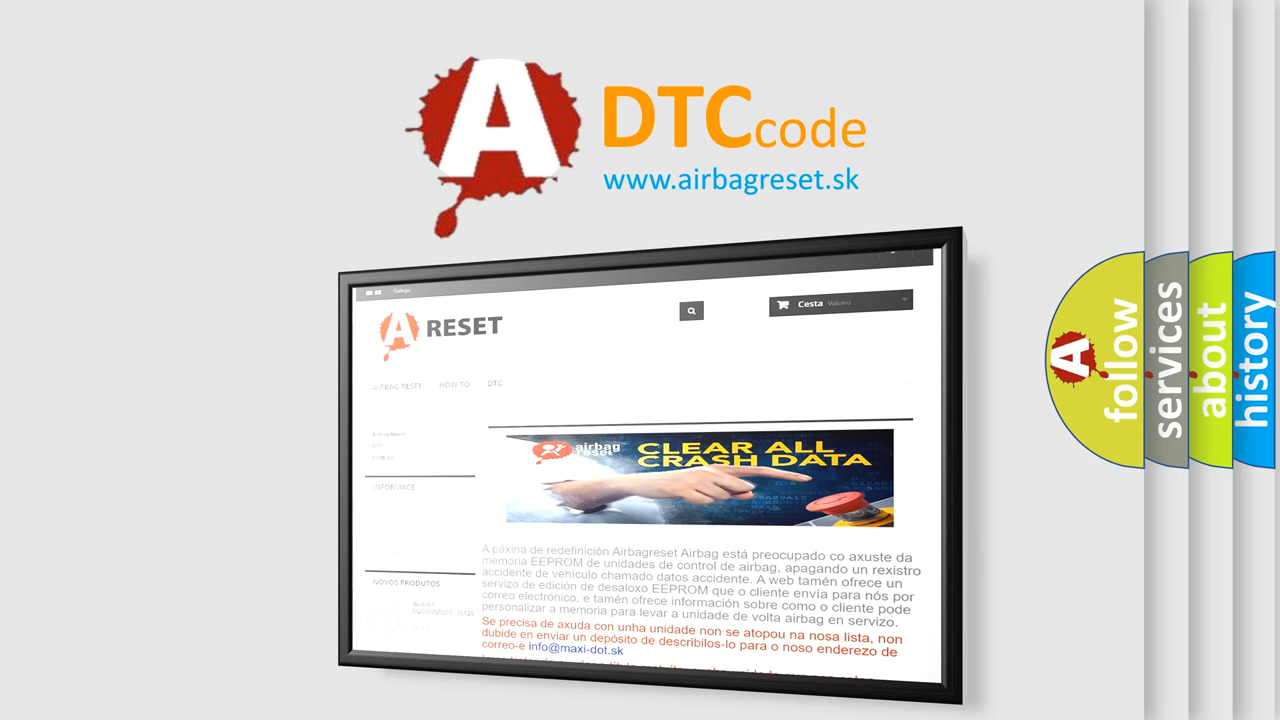 A
DTCcode
www.airbagreset.sk
Galego
A RESET
Cesta
AIRBAG RESET HOW TO DTC
INFORMACE
airbag
reset
CLEAR ALL
CRASH DATA
A páxina de redefinición Airbagreset Airbag está preocupado co axuste da
memoria EEPROM de unidades de control de airbag, apagando un rexistro
accidente de vehículo chamado datos accidente. A web tamén ofrece un
servizo de edición de desaloxo EEPROM que o cliente envía para nós por
correo electrónico, e tamén ofrece información sobre como o cliente pode
personalizar a memoria para levar a unidade de volta airbag en servizo.
Se precisa de axuda con unha unidade non se atopou na nosa lista, non
dubide en enviar un depósito de describilos-lo para o noso enderezo de
correo-e info@maxi-dot.sk
NOVOS PRODUTOS
A
follow
services
about
history